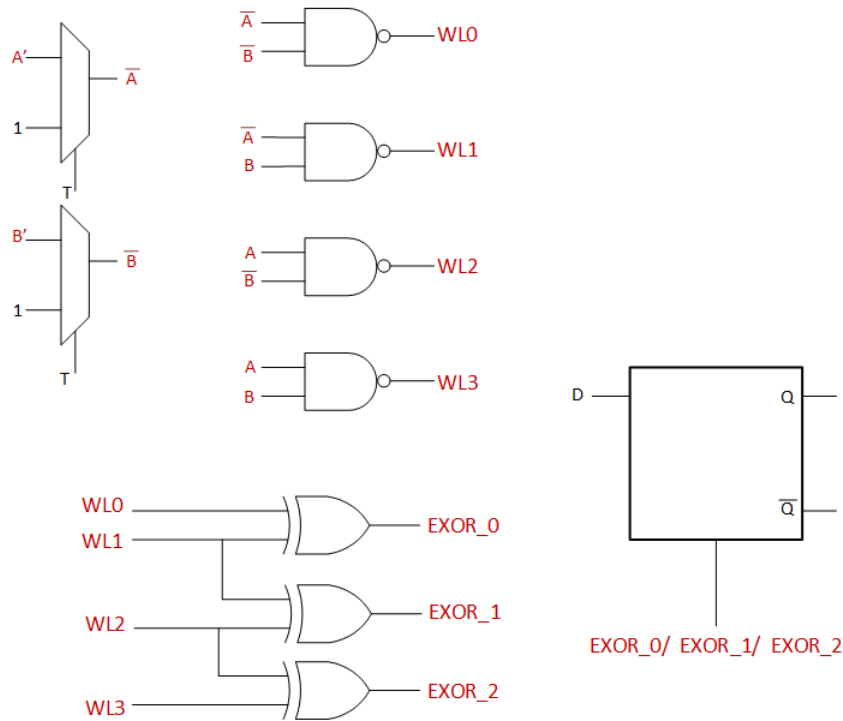 A̅
B̅
WL0
A′
A̅
1
T
A̅
B
WL1
B′
B̅
1
T
A
B̅
WL2
A
B
WL3
D
Q
Q̅
WL0
WL1
EXOR_0
WL2
EXOR_1
WL3
EXOR_2
EXOR_0/ EXOR_1/ EXOR_2